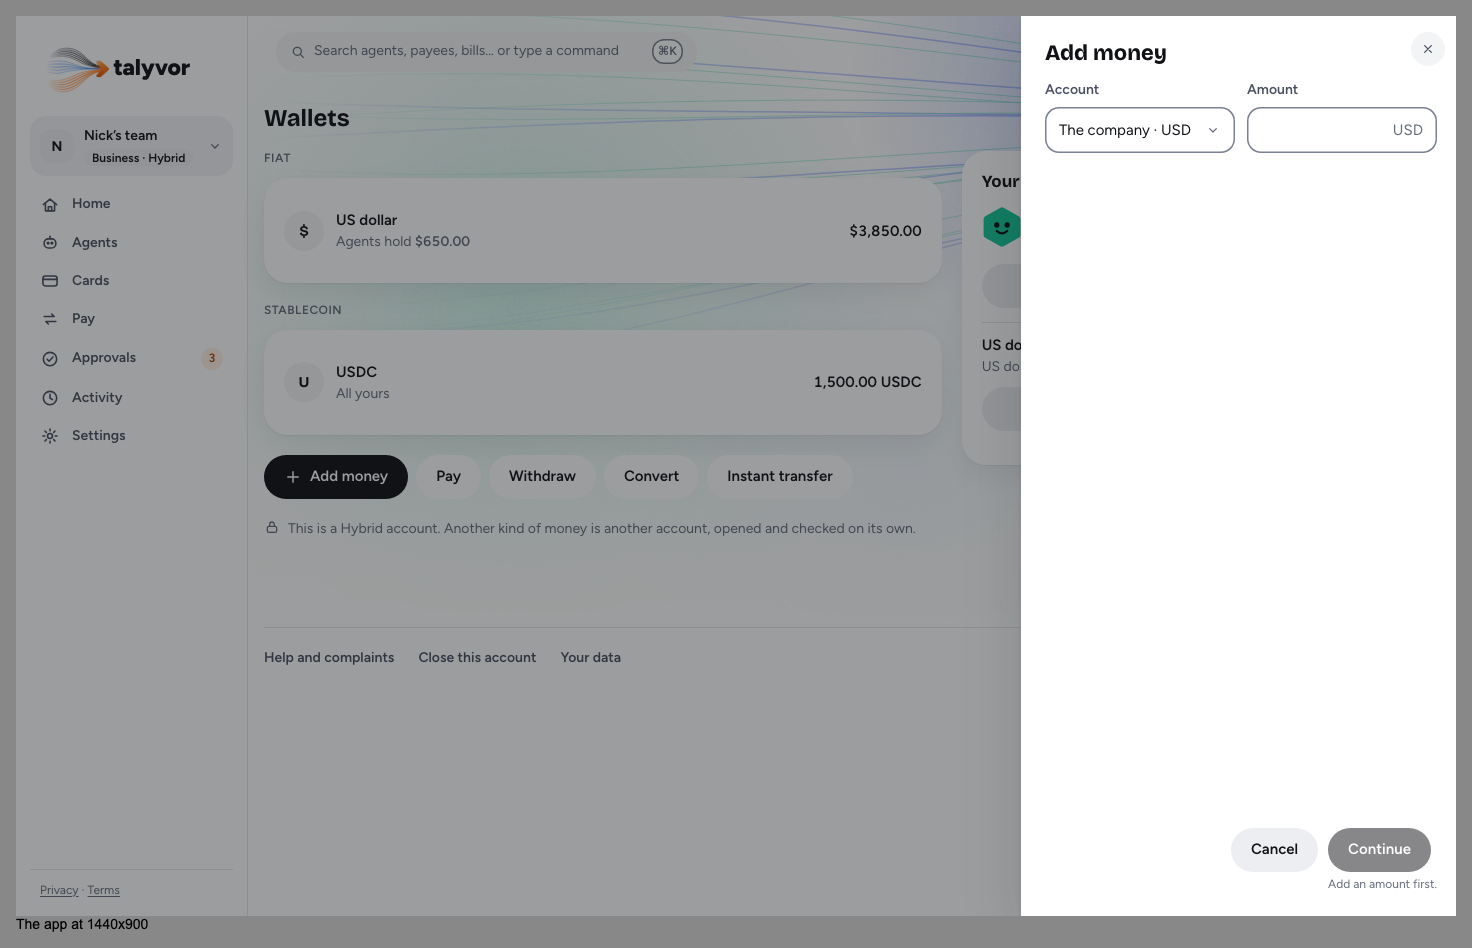 talyvor
Search agents, payees, bills... or type a command
⌘K
Nick's team
Business · Hybrid
N
Home
Agents
Cards
Pay
Approvals
3
Activity
Settings
Privacy · Terms
Wallets
FIAT
$
US dollar
Agents hold $650.00
$3,850.00
STABLECOIN
U
USDC
All yours
1,500.00 USDC
Add money
Pay
Withdraw
Convert
Instant transfer
This is a Hybrid account. Another kind of money is another account, opened and checked on its own.
Help and complaints
Close this account
Your data
Your
US do
US do
Add money
Account
Amount
The company · USD
USD
Cancel
Continue
Add an amount first.
The app at 1440x900